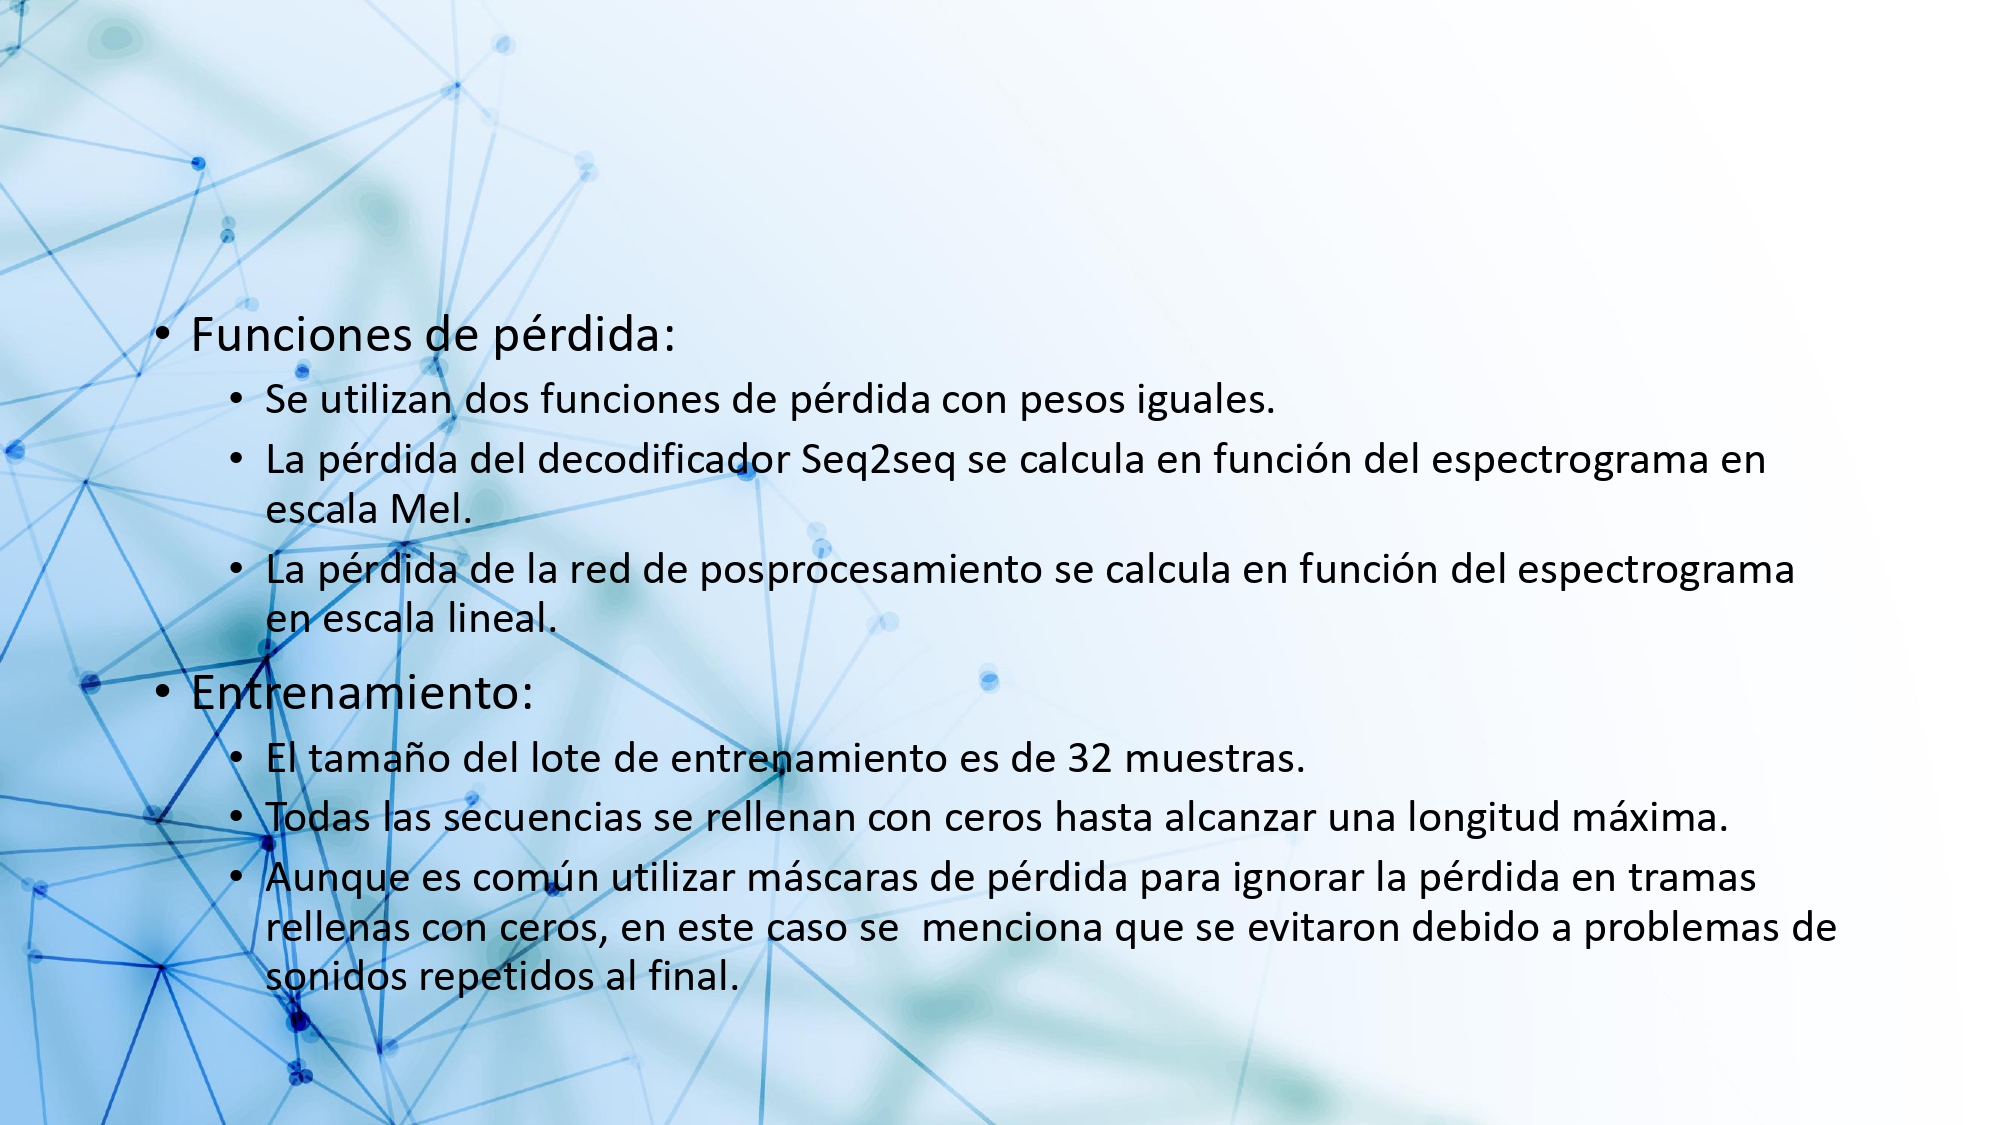 • Funciones de pérdida:
• Se utilizan dos funciones de pérdida con pesos iguales.
• La pérdida del decodificador Seq2seq se calcula en función del espectrograma en
escala Mel.
• La pérdida de la red de posprocesamiento se calcula en función del espectrograma
en escala lineal.
• Entrenamiento:
• El tamaño del lote de entrenamiento es de 32 muestras.
• Todas las secuencias se rellenan con ceros hasta alcanzar una longitud máxima.
• Aunque es común utilizar máscaras de pérdida para ignorar la pérdida en tramas
rellenas con ceros, en este caso se  menciona que se evitaron debido a problemas de
sonidos repetidos al final.